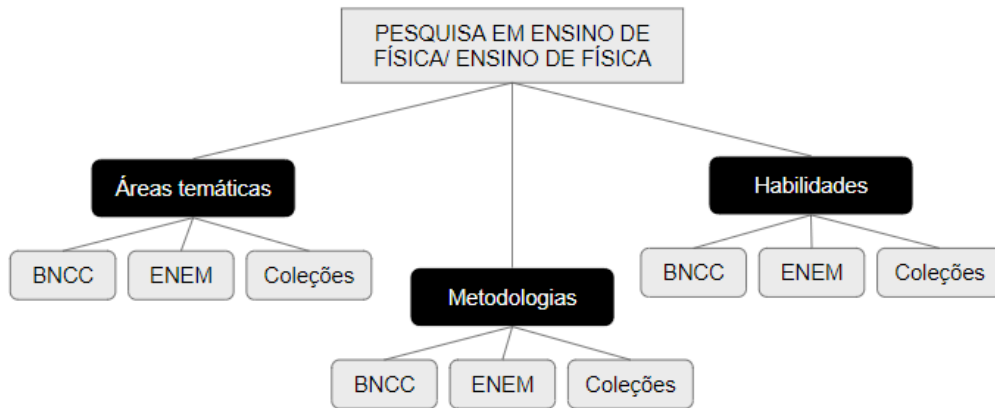 PESQUISA EM ENSINO DE
FÍSICA/ ENSINO DE FÍSICA
Áreas temáticas
BNCC
ENEM
Coleções
Metodologias
BNCC
ENEM
Coleções
Habilidades
BNCC
ENEM
Coleções